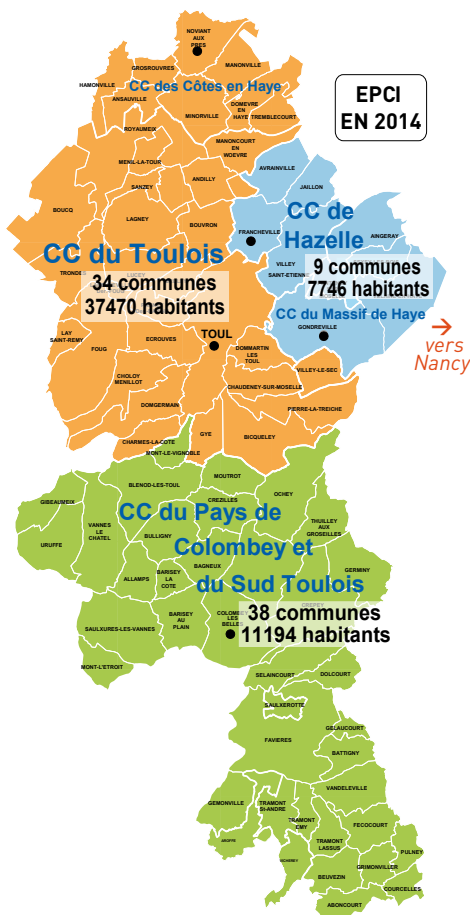 NOVIANT
AUX
PRES
GROSROUVRES
MANONVILLE
HAMONVILLE
CC des Côtes en Haye
ANSAUVILLE
DOMEVRE
EN
HAYE
TREMBLECOURT
MINORVILLE
EPCI
EN 2014
ROYAUMEIX
MANONCOURT
EN
WOEVRE
MENIL-LA-TOUR
AVRAINVILLE
ANDILLY
SANZEY
JAILLON
BOUCQ
LAGNEY
CC de
Hazelle
BOUVRON
FRANCHEVILLE
AINGERAY
CC du Toulois
VILLEY
SAINT-ETIENNE
9 communes
7746 habitants
TRONDES
LUCEY
34 communes
37470 habitants
CC du Massif de Haye
GONDREVILLE
→
vers
Nancy
LAY
SAINT-REMY
TOUL
ECROUVES
FOUG
DOMMARTIN
LES
TOUL
VILLEY-LE-SEC
CHOLOY
MENILLOT
CHAUDENEY-SUR-MOSELLE
DOMGERMAIN
PIERRE-LA-TREICHE
GYE
BICQUELEY
CHARMES-LA-COTE
MONT-LE-VIGNOBLE
MOUTROT
BLENOD-LES-TOUL
OCHEY
GIBEAUMEIX
CREZILLES
CC du Pays de
Colombey et
du Sud Toulois
VANNES
LE
CHATEL
THUILLEY
AUX
GROSEILLES
BULLIGNY
URUFFE
BAGNEUX
GERMINY
ALLAMPS
BARISEY
LA
COTE
38 communes
11194 habitants
BARISEY
AU
PLAIN
COLOMBEY
LES
BELLES
SAULXURES-LES-VANNES
MONT-L'ETROIT
SELAINCOURT
DOLCOURT
SAULXEROTTE
GELAUCOURT
FAVIERES
BATTIGNY
VANDELEVILLE
GEMONVILLE
TRAMONT
ST-ANDRE
TRAMONT
EMY
FECOCOURT
ARUFFE
TRAMONT
LASSUS
PULNEY
GRIMONVILLER
BEUVEZIN
COURCELLES
ABONCOURT